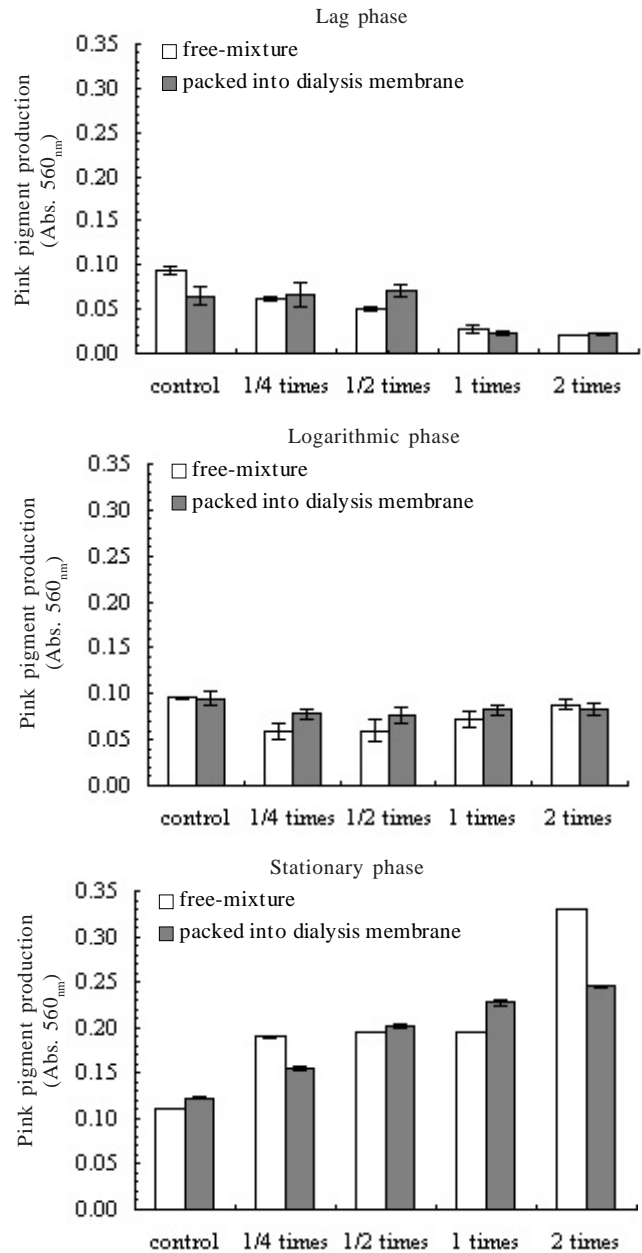 Lag phase
free-mixture
packed into dialysis membrane
Pink pigment production
(Abs. 560nm)
0.35
0.30
0.25
0.20
0.15
0.10
0.05
0.00
control 1/4 times 1/2 times 1 times 2 times
Logarithmic phase
free-mixture
packed into dialysis membrane
Pink pigment production
(Abs. 560nm)
0.35
0.30
0.25
0.20
0.15
0.10
0.05
0.00
control 1/4 times 1/2 times 1 times 2 times
Stationary phase
free-mixture
packed into dialysis membrane
Pink pigment production
((Abs. 560nm)
0.35
0.30
0.25
0.20
0.15
0.10
0.05
0.00
control 1/4 times 1/2 times 1 times 2 times